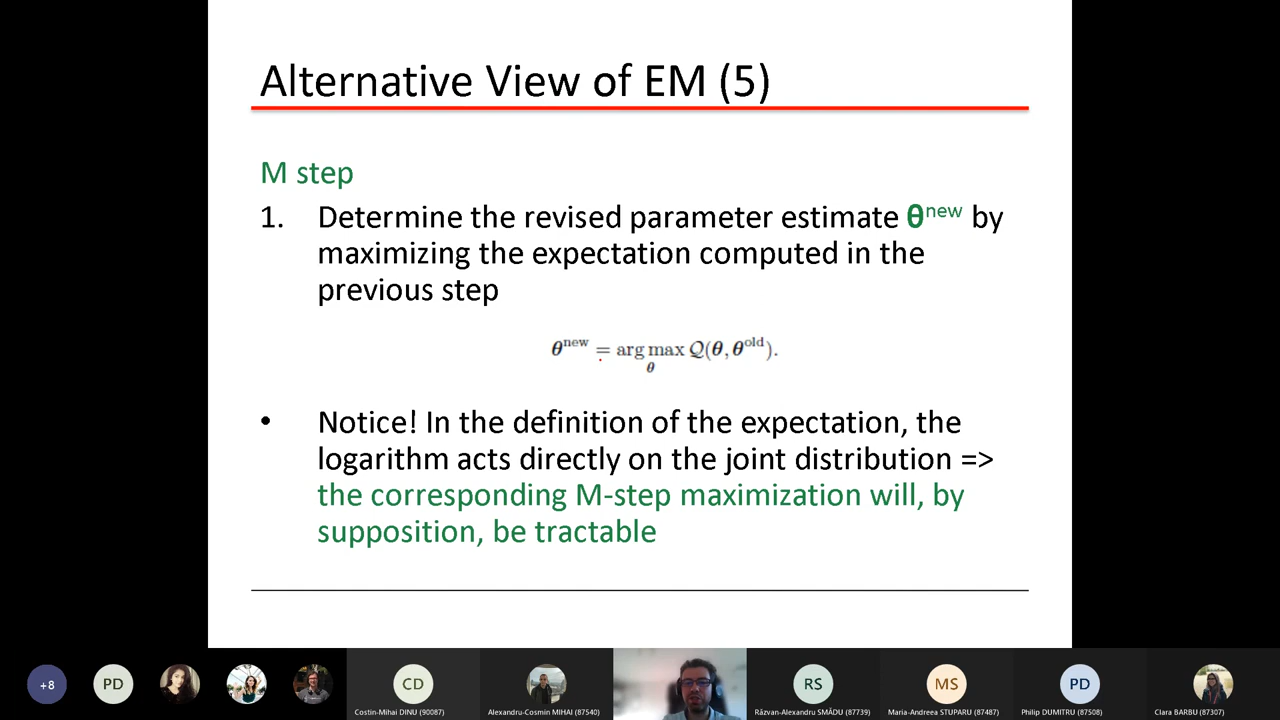 Alternative View of EM (5)
M step
1. Determine the revised parameter estimate θ^new by
maximizing the expectation computed in the
previous step
θ^new = arg max Q(θ, θ^old).
θ
• Notice! In the definition of the expectation, the
logarithm acts directly on the joint distribution =>
the corresponding M-step maximization will, by
supposition, be tractable
+8
PD
CD
RS
MS
PD
Costin-Mihai DINU (90087)
Alexandru-Cosmin MIHAI (87540)
Răzvan-Alexandru SMĂDU (87739)
Maria-Andreea STUPARU (87487)
Philip DUMITRU (87508)
Clara BARBU (87307)